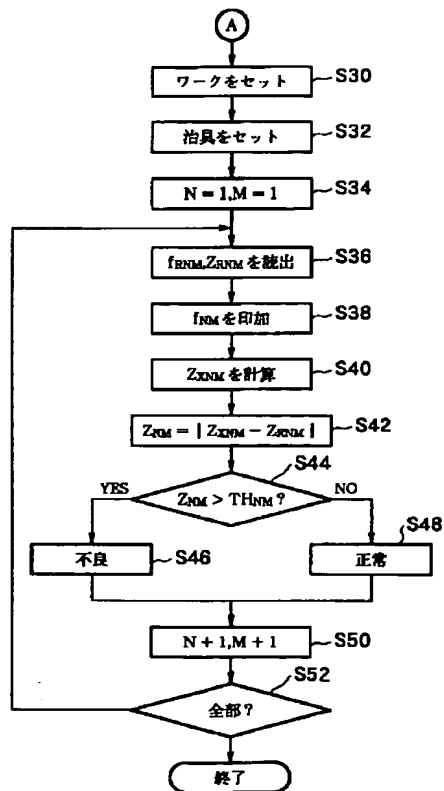 A
ワークをセット
S30
治具をセット
S32
N = 1,M = 1
S34
fRNM,ZRNM を読出
S36
fNM を印加
S38
ZXNM を計算
S40
ZNM = | ZXNM − ZRNM |
S42
S44
YES
ZNM > THNM ?
NO
不良
S46
正常
S48
N + 1,M + 1
S50
S52
全部?
終了